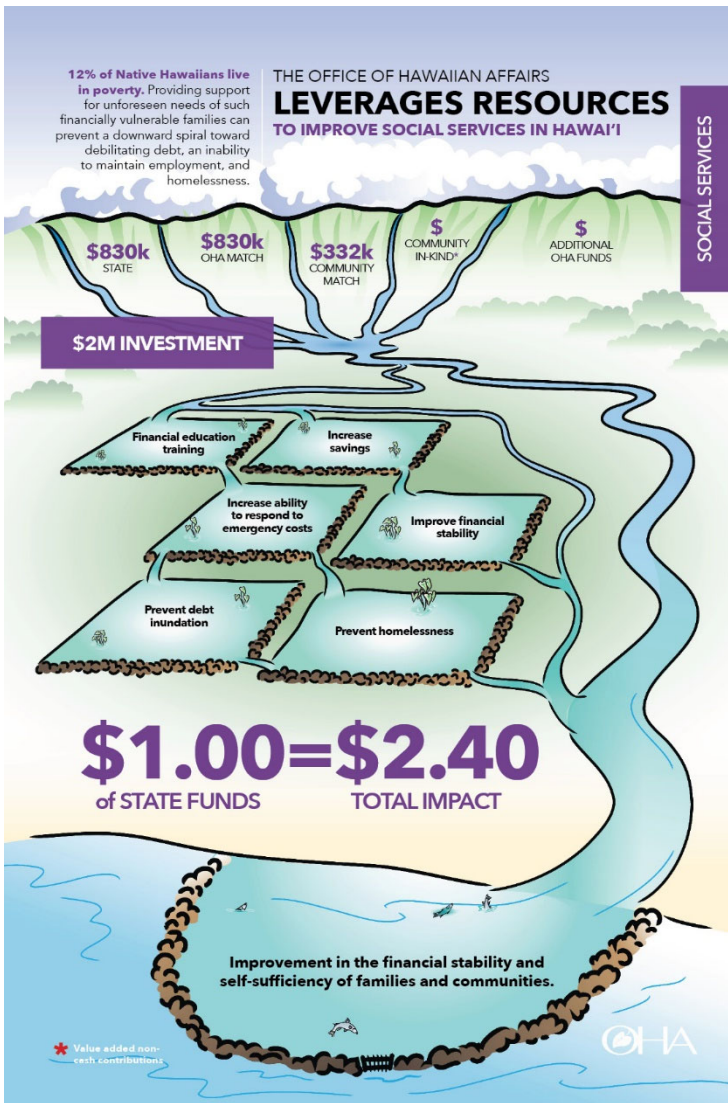 12% of Native Hawaiians live
in poverty. Providing support
for unforeseen needs of such
financially vulnerable families can
prevent a downward spiral toward
debilitating debt, an inability
to maintain employment, and
homelessness.
THE OFFICE OF HAWAIIAN AFFAIRS
LEVERAGES RESOURCES
TO IMPROVE SOCIAL SERVICES IN HAWAI'I
SOCIAL SERVICES
$830k
STATE
$830k
OHA MATCH
$332k
COMMUNITY
MATCH
$
COMMUNITY
IN-KIND*
$
ADDITIONAL
OHA FUNDS
$2M INVESTMENT
Financial education
training
Increase
savings
Increase ability
to respond to
emergency costs
Improve financial
stability
Prevent debt
inundation
Prevent homelessness
$1.00=$2.40
of STATE FUNDS TOTAL IMPACT
Improvement in the financial stability and
self-sufficiency of families and communities.
* Value added non-
cash contributions
OHA